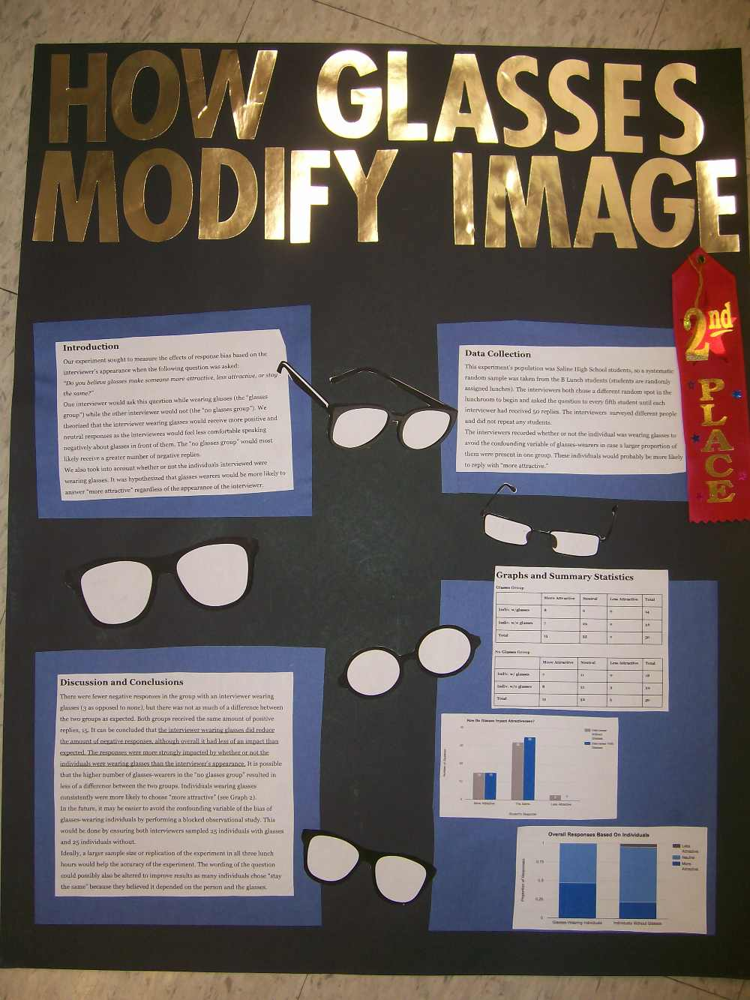 HOW GLASSES
MODIFY IMAGE
2nd
PLACE
Introduction
Our experiment sought to measure the effects of response bias based on the
interviewer's appearance when the following question was asked:
"Do you believe glasses make someone more attractive, less attractive, or stay
the same?"
One interviewer would ask this question while wearing glasses (the "glasses
group") while the other interviewer would not (the "no glasses group"). We
theorized that the interviewer wearing glasses would receive more positive and
neutral responses as the interviewees would feel less comfortable speaking
negatively about glasses in front of them. The "no glasses group" would most
likely receive a greater number of negative replies.
We also took into account whether or not the individuals interviewed were
wearing glasses. It was hypothesized that glasses wearers would be more likely to
answer "more attractive" regardless of the appearance of the interviewer.
Data Collection
This experiment's population was Saline High School students, so a systematic
random sample was taken from the B Lunch students (students are randomly
assigned lunches). The interviewers both chose a different random spot in the
lunchroom to begin and asked the question to every fifth student until each
interviewer had received 50 replies. The interviewers surveyed different people
and did not repeat any students.
The interviewers recorded whether or not the individual was wearing glasses to
avoid the confounding variable of glasses-wearers in case a larger proportion of
them were present in one group. These individuals would probably be more likely
to reply with "more attractive."
Discussion and Conclusions
There were fewer negative responses in the group with an interviewer wearing
glasses (3 as opposed to none), but there was not as much of a difference between
the two groups as expected. Both groups received the same amount of positive
replies, 15. It can be concluded that the interviewer wearing glasses did reduce
the amount of negative responses, although overall it had less of an impact than
expected. The responses were more strongly impacted by whether or not the
individuals were wearing glasses than the interviewer's appearance. It is possible
that the higher number of glasses-wearers in the "no glasses group" resulted in
less of a difference between the two groups. Individuals wearing glasses
consistently were more likely to choose "more attractive" (see Graph 2).
In the future, it may be easier to avoid the confounding variable of the bias of
glasses-wearing individuals by performing a blocked observational study. This
would be done by ensuring both interviewers sampled 25 individuals with glasses
and 25 individuals without.
Ideally, a larger sample size or replication of the experiment in all three lunch
hours would help the accuracy of the experiment. The wording of the question
could possibly also be altered to improve results as many individuals chose "stay
the same" because they believed it depended on the person and the glasses.
Graphs and Summary Statistics
Glasses Group
More Attractive Neutral Less Attractive Total
Indiv. w/glasses 8 6 0 14
Indiv. w/o glasses 7
Total 15 0 50
No Glasses Group
More Attractive Neutral Less Attractive Total
Indiv. w/ glasses 7 11 0 18
Indiv. w/o glasses 8 21 3
Total 15 32 50
How Do Glasses Impact Attractiveness?
Interviewer
Without
Glasses
Interviewer With
Glasses
Number of Students
More Attractive The Same Less Attractive
Student's Response
Overall Responses Based On Individuals
Less
Attractive
Neutral
More
Attractive
Proportion of Responses
1
0.75
0.5
0.25
0
Glasses-Wearing Individuals Individuals Without Glasses